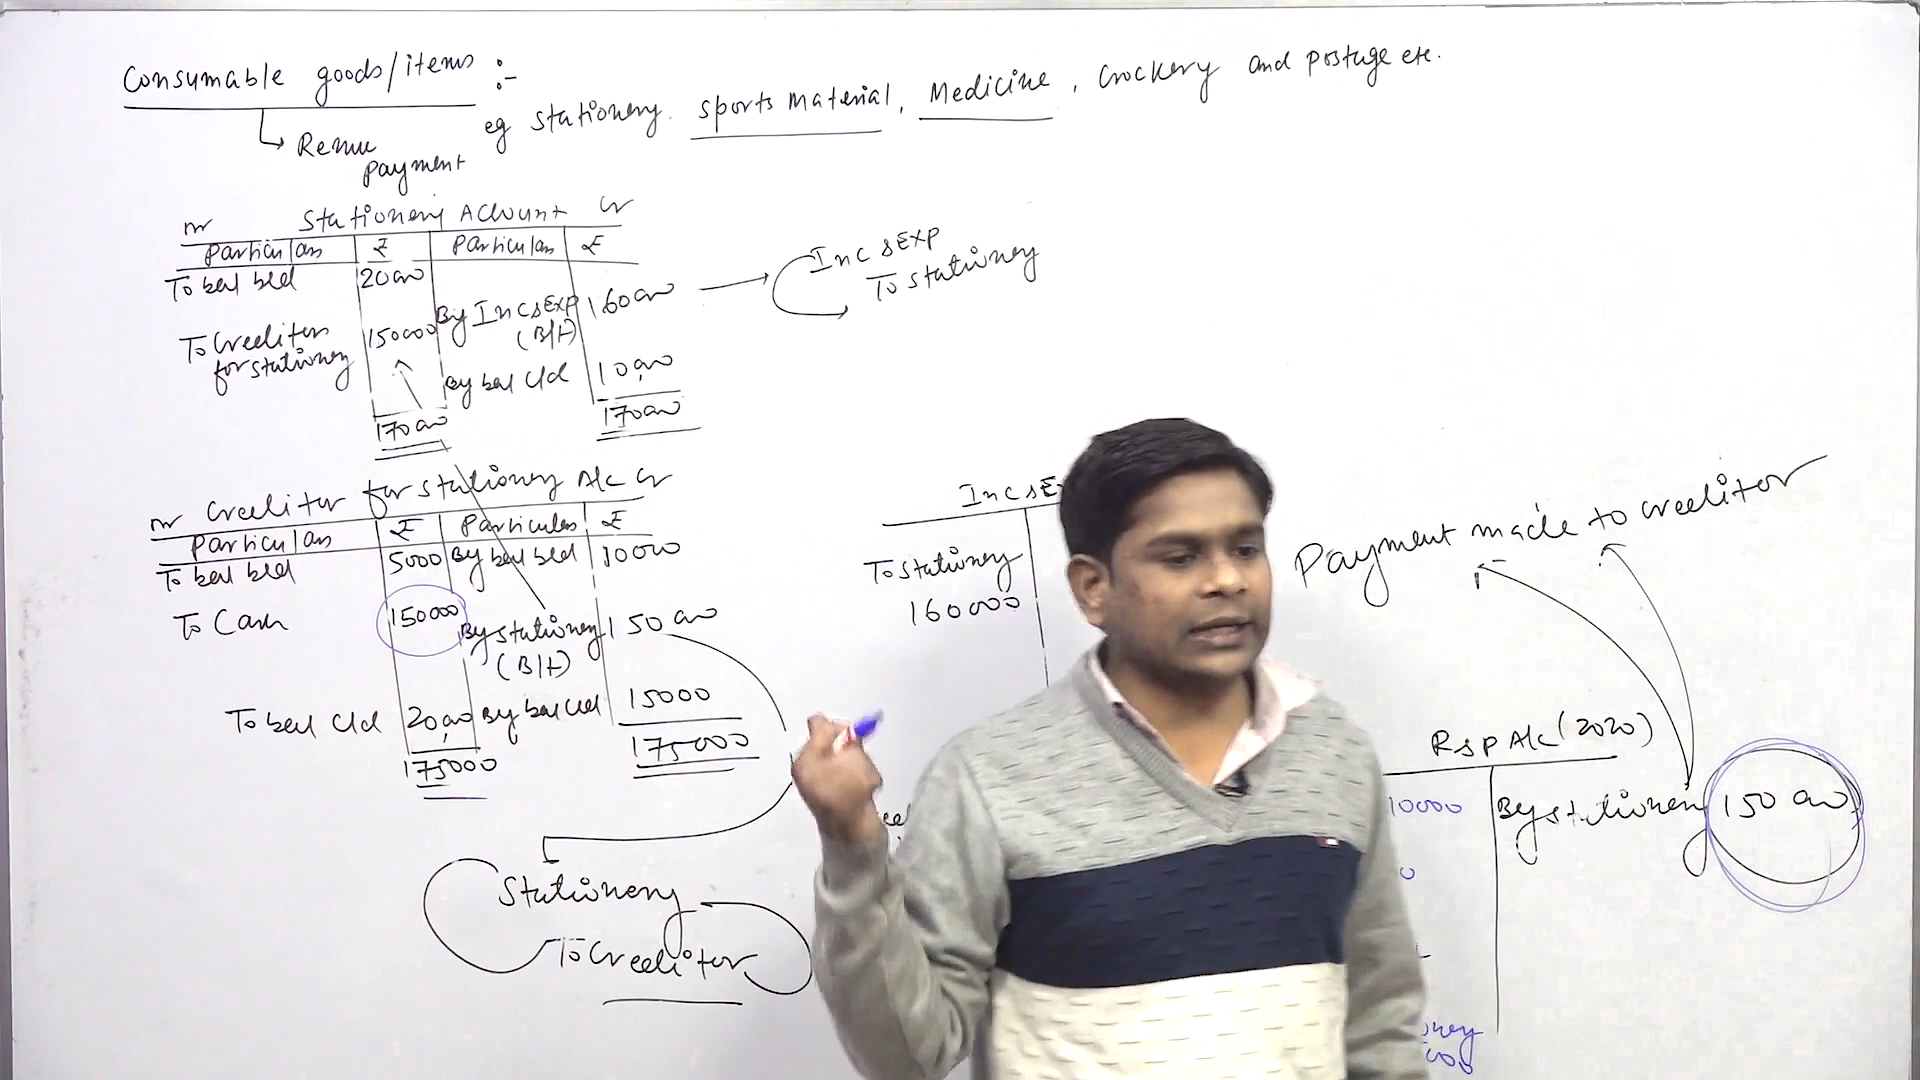 Consumable goods/items :-
eg stationery, sports material, Medicine, Crockery and postage etc.
payment
Dr Stationery Account Cr
Particulars ₹ Particulars ₹
To bal b/d 20000
To Creditors for stationery 150000 By Inc & Exp (B/f) 160000
By bal c/d 10,000
170000 170000
Inc & Exp
To stationery
Dr Creditor for stationery A/c Cr
Particulars ₹ Particulars ₹
To bal b/d 5000 By bal b/d 10000
To Cash 150000 By stationery (B/f) 150000
To bal c/d 20,000 By bal c/d 15000
175000 175000
Stationery
To Creditor
Inc & E
To stationery
160000
Payment made to creditor
R & P A/c (2020)
10000 By stationery 150000